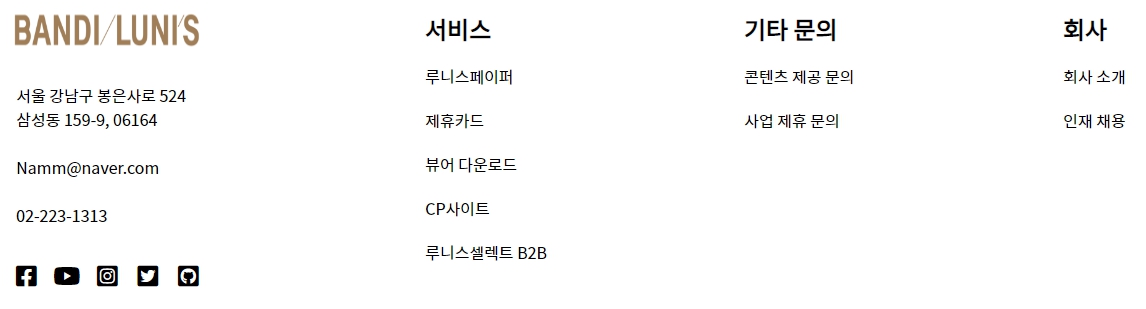 BANDI/LUNI'S
서울 강남구 봉은사로 524
삼성동 159-9, 06164
Namm@naver.com
02-223-1313
서비스
루니스페이퍼
제휴카드
뷰어 다운로드
CP사이트
루니스셀렉트 B2B
기타 문의
콘텐츠 제공 문의
사업 제휴 문의
회사
회사 소개
인재 채용